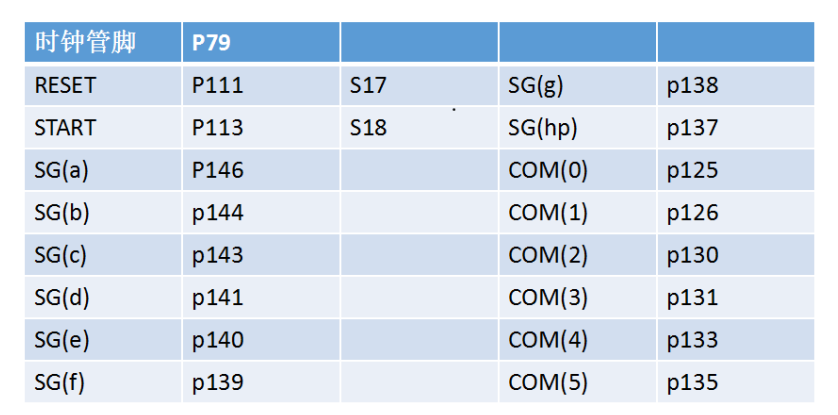 时钟管脚 P79
RESET P111 S17 SG(g) p138
START P113 S18 SG(hp) p137
SG(a) P146 COM(0) p125
SG(b) p144 COM(1) p126
SG(c) p143 COM(2) p130
SG(d) p141 COM(3) p131
SG(e) p140 COM(4) p133
SG(f) p139 COM(5) p135